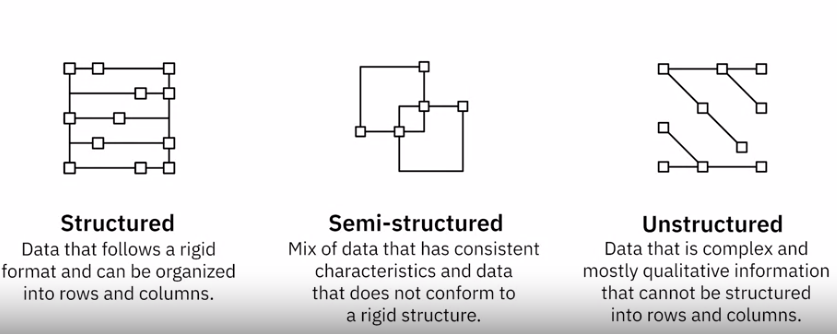 Structured
Data that follows a rigid
format and can be organized
into rows and columns.
Semi-structured
Mix of data that has consistent
characteristics and data
that does not conform to
a rigid structure.
Unstructured
Data that is complex and
mostly qualitative information
that cannot be structured
into rows and columns.